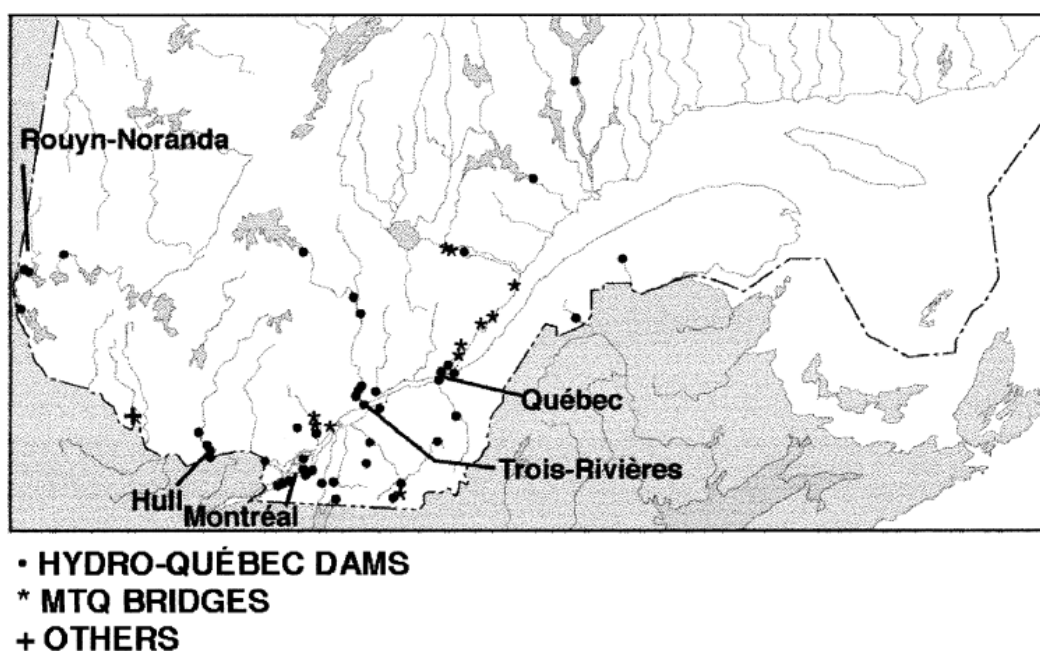 Rouyn-Noranda
Québec
Trois-Rivières
Hull
Montréal
• HYDRO-QUÉBEC DAMS
* MTQ BRIDGES
+ OTHERS